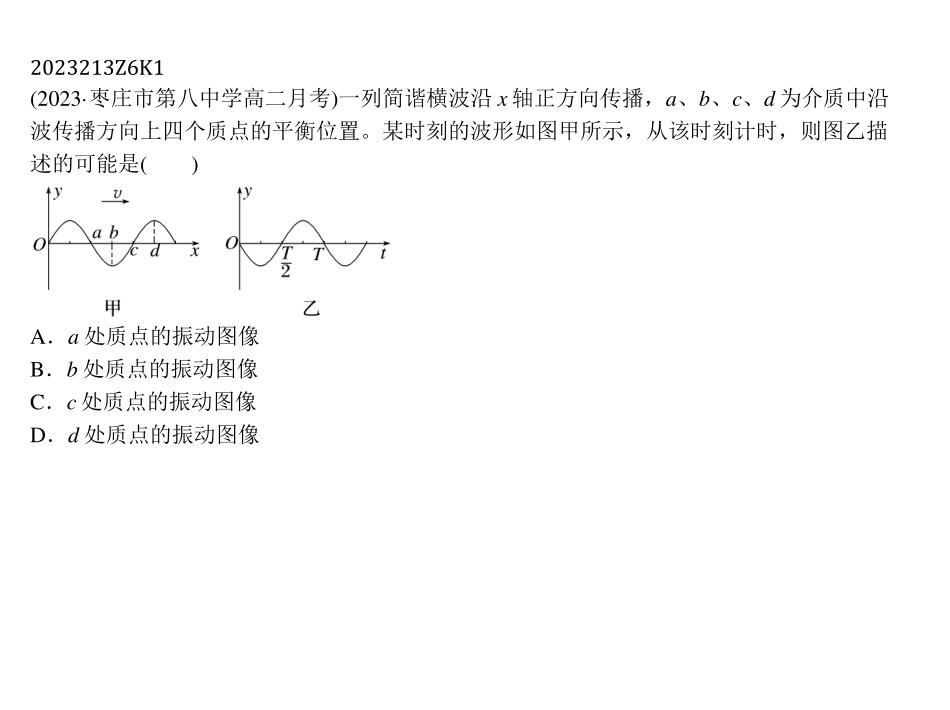 2023213Z6K1
(2023·枣庄市第八中学高二月考)一列简谐横波沿 x 轴正方向传播，a、b、c、d 为介质中沿
波传播方向上四个质点的平衡位置。某时刻的波形如图甲所示，从该时刻计时，则图乙描
述的可能是(　　)
y v a b O c d x 甲
y O T/2 T t 乙
A．a 处质点的振动图像
B．b 处质点的振动图像
C．c 处质点的振动图像
D．d 处质点的振动图像